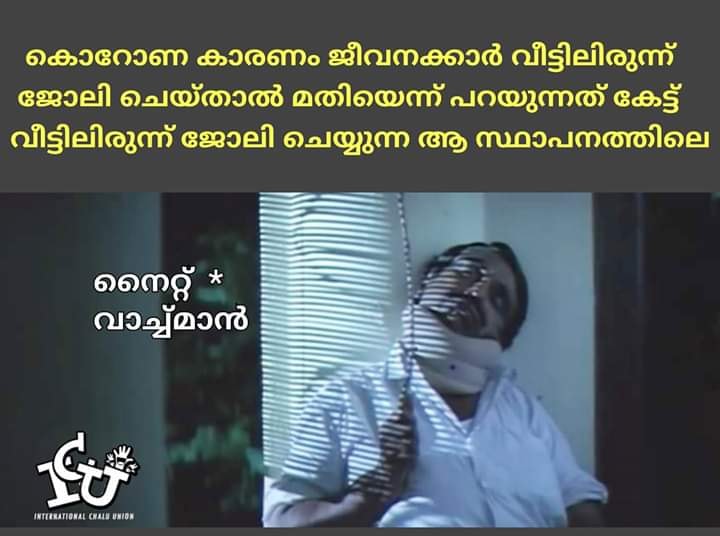 കൊറോണ കാരണം ജീവനക്കാർ വീട്ടിലിരുന്ന്
ജോലി ചെയ്താൽ മതിയെന്ന് പറയുന്നത് കേട്ട്
വീട്ടിലിരുന്ന് ജോലി ചെയ്യുന്ന ആ സ്ഥാപനത്തിലെ
നൈറ്റ് *
വാച്ച്മാൻ
ICU
INTERNATIONAL CHALU UNION